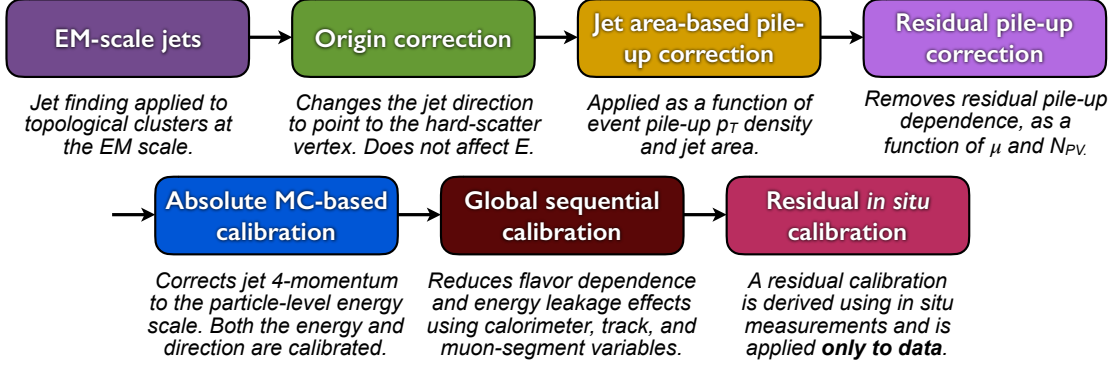 EM-scale jets
Jet finding applied to
topological clusters at
the EM scale.
Origin correction
Changes the jet direction
to point to the hard-scatter
vertex. Does not affect E.
Jet area-based pile-
up correction
Applied as a function of
event pile-up pT density
and jet area.
Residual pile-up
correction
Removes residual pile-up
dependence, as a
function of μ and NPV.
Absolute MC-based
calibration
Corrects jet 4-momentum
to the particle-level energy
scale. Both the energy and
direction are calibrated.
Global sequential
calibration
Reduces flavor dependence
and energy leakage effects
using calorimeter, track, and
muon-segment variables.
Residual in situ
calibration
A residual calibration
is derived using in situ
measurements and is
applied only to data.